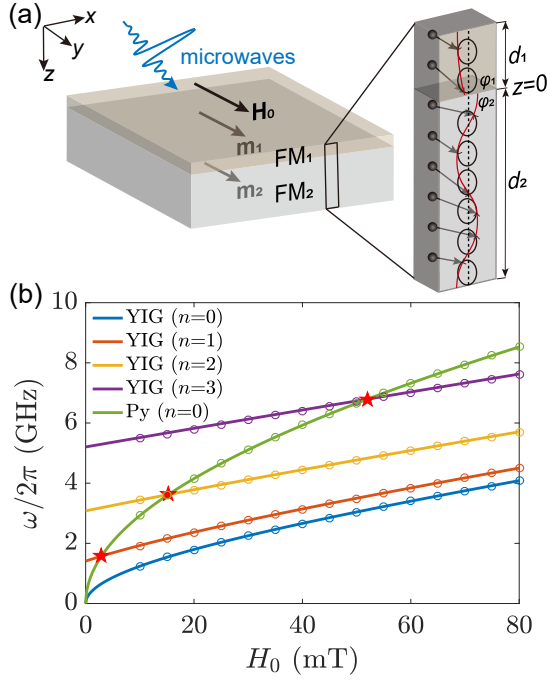 (a)
x
y
z
microwaves
H₀
m₁
m₂
FM₁
FM₂
φ₁
φ₂
d₁
z=0
d₂
(b)
10
8
6
4
2
0
ω/2π (GHz)
YIG (n=0)
YIG (n=1)
YIG (n=2)
YIG (n=3)
Py (n=0)
0 20 40 60 80
H₀ (mT)